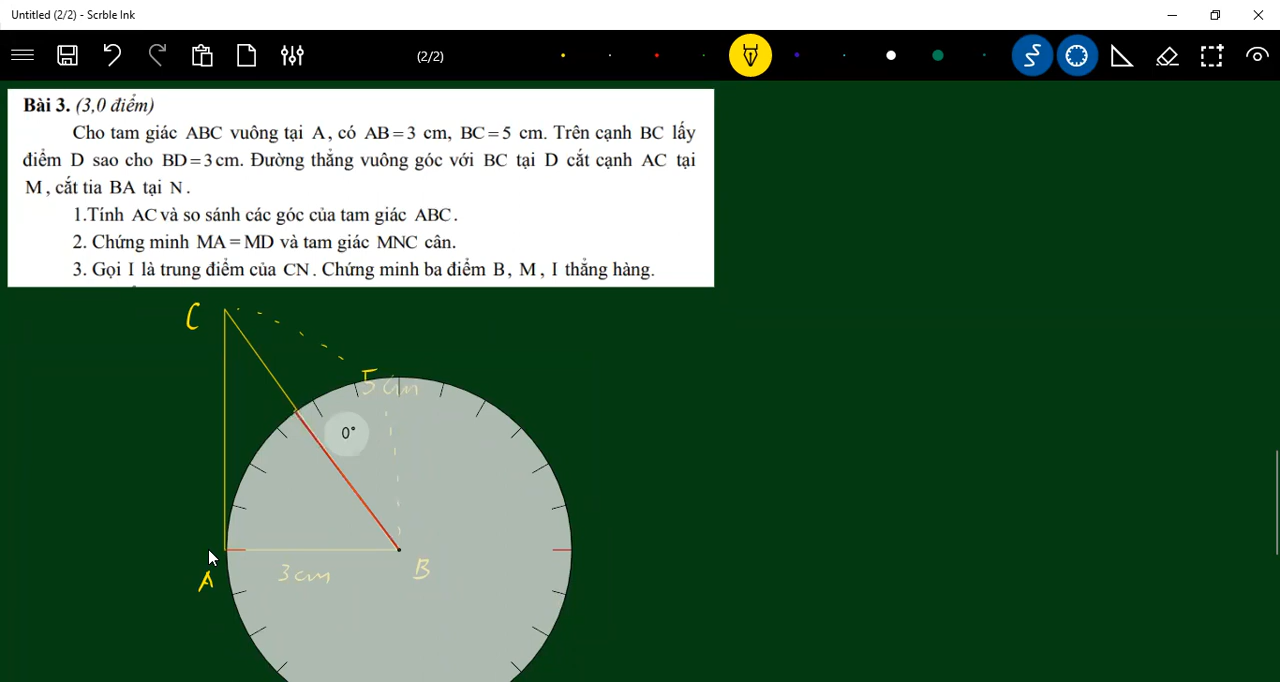 Untitled (2/2) - Scrble Ink
(2/2)
Bài 3. (3,0 điểm)
Cho tam giác ABC vuông tại A, có AB = 3 cm, BC = 5 cm. Trên cạnh BC lấy
điểm D sao cho BD = 3cm. Đường thẳng vuông góc với BC tại D cắt cạnh AC tại
M, cắt tia BA tại N.
1.Tính AC và so sánh các góc của tam giác ABC.
2. Chứng minh MA = MD và tam giác MNC cân.
3. Gọi I là trung điểm của CN. Chứng minh ba điểm B, M, I thẳng hàng.
C
5 cm
0°
3 cm
B
A